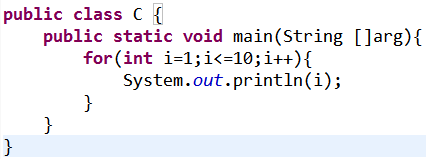 public class C {
    public static void main(String []arg){
        for(int i=1;i<=10;i++){
            System.out.println(i);
        }
    }
}